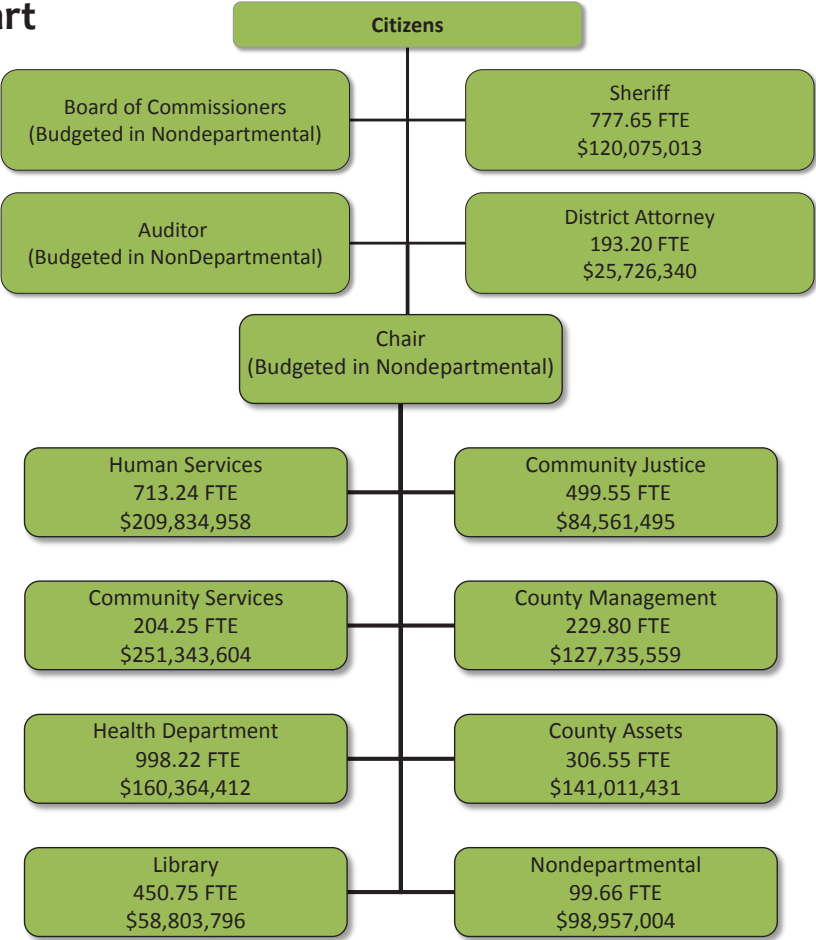 art
Citizens
Board of Commissioners
(Budgeted in Nondepartmental)
Sheriff
777.65 FTE
$120,075,013
Auditor
(Budgeted in NonDepartmental)
District Attorney
193.20 FTE
$25,726,340
Chair
(Budgeted in Nondepartmental)
Human Services
713.24 FTE
$209,834,958
Community Justice
499.55 FTE
$84,561,495
Community Services
204.25 FTE
$251,343,604
County Management
229.80 FTE
$127,735,559
Health Department
998.22 FTE
$160,364,412
County Assets
306.55 FTE
$141,011,431
Library
450.75 FTE
$58,803,796
Nondepartmental
99.66 FTE
$98,957,004